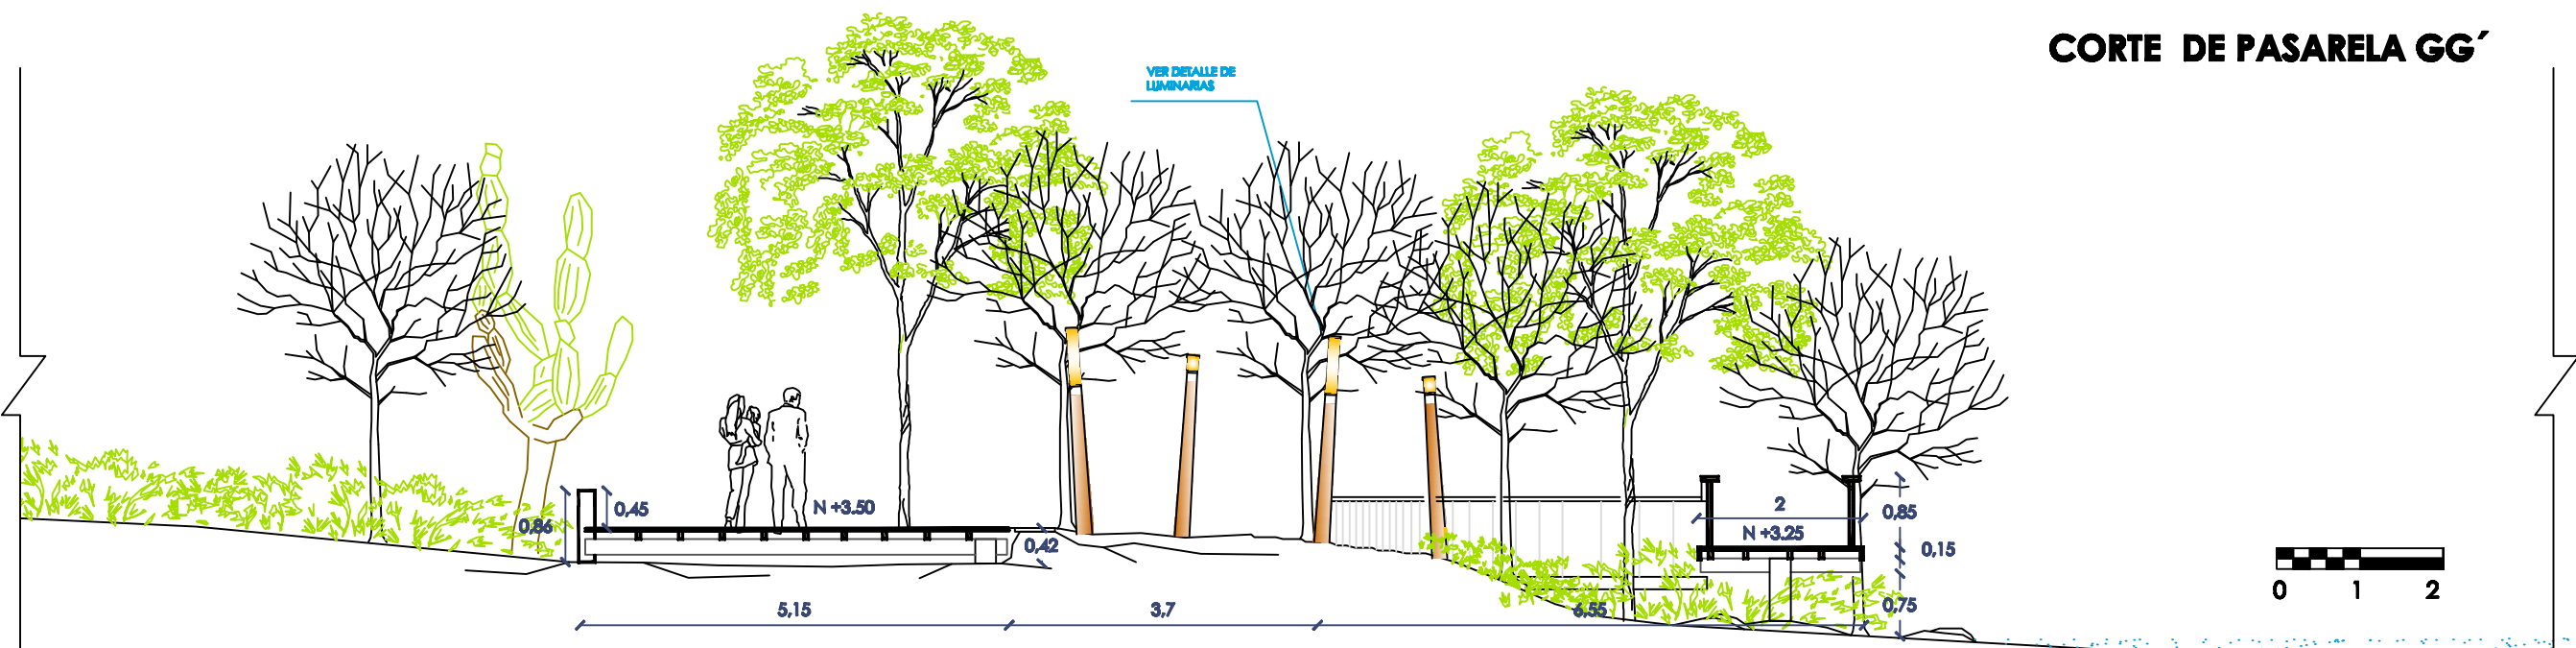 CORTE DE PASARELA GG´
VER DETALLE DE
LUMINARIAS
0,45
0,86
N +3.50
0,42
2
N +3.25
0,85
0,15
0,75
5,15
3,7
6,55
0 1 2